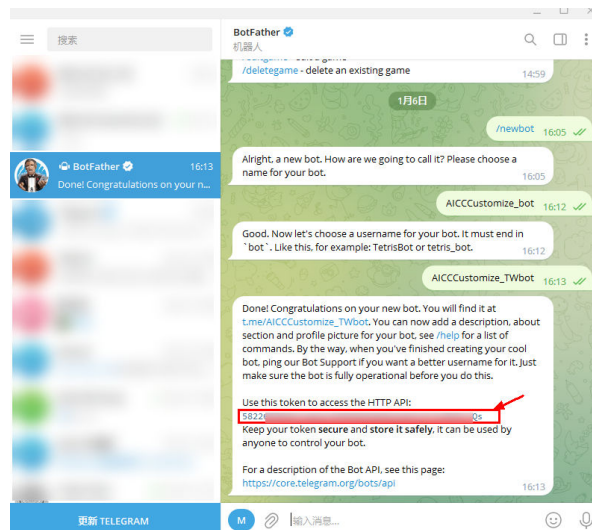 搜索
BotFather
机器人
/deletegame - delete an existing game
14:59
1月6日
/newbot 16:05
BotFather 16:13
Done! Congratulations on your n...
Alright, a new bot. How are we going to call it? Please choose a
name for your bot.
16:05
AICCCustomize_bot 16:12
Good. Now let's choose a username for your bot. It must end in
`bot`. Like this, for example: TetrisBot or tetris_bot.
16:12
AICCCustomize_TWbot 16:13
Done! Congratulations on your new bot. You will find it at
t.me/AICCCustomize_TWbot. You can now add a description, about
section and profile picture for your bot, see /help for a list of
commands. By the way, when you've finished creating your cool
bot, ping our Bot Support if you want a better username for it. Just
make sure the bot is fully operational before you do this.
Use this token to access the HTTP API:
Keep your token secure and store it safely, it can be used by
anyone to control your bot.
For a description of the Bot API, see this page:
https://core.telegram.org/bots/api
16:13
更新 TELEGRAM
M
输入消息...